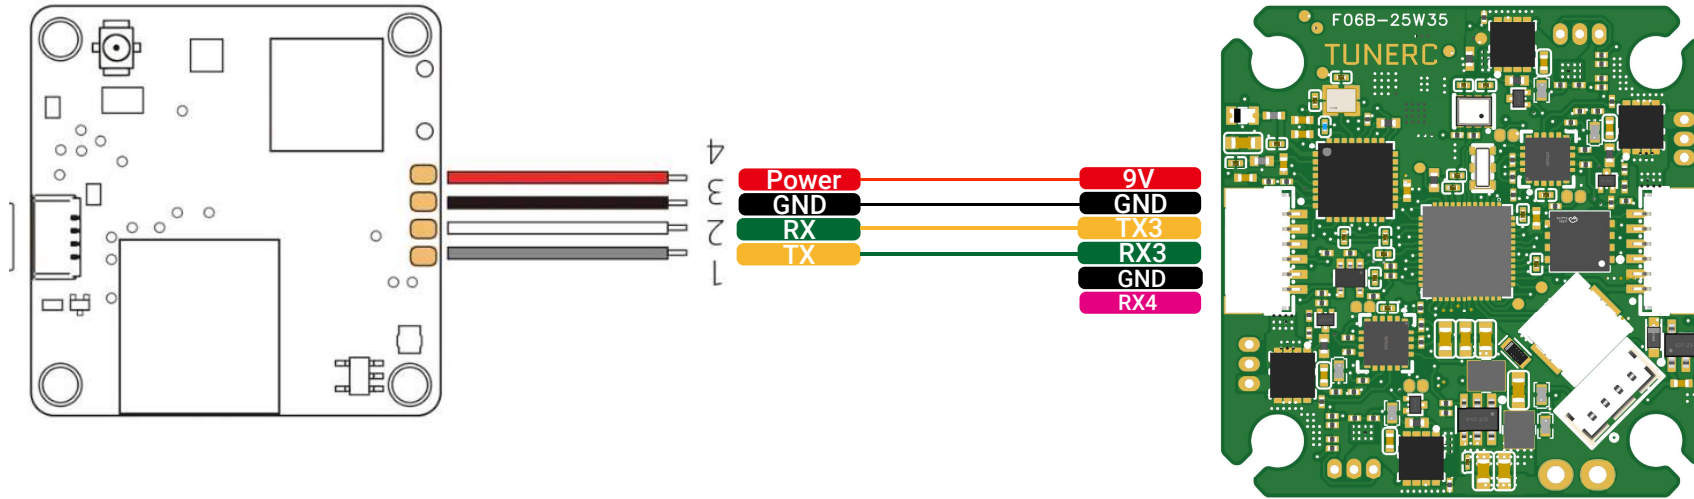 F06B-25W35
TUNERC
4
3
2
1
Power
GND
RX
TX
9V
GND
TX3
RX3
GND
RX4